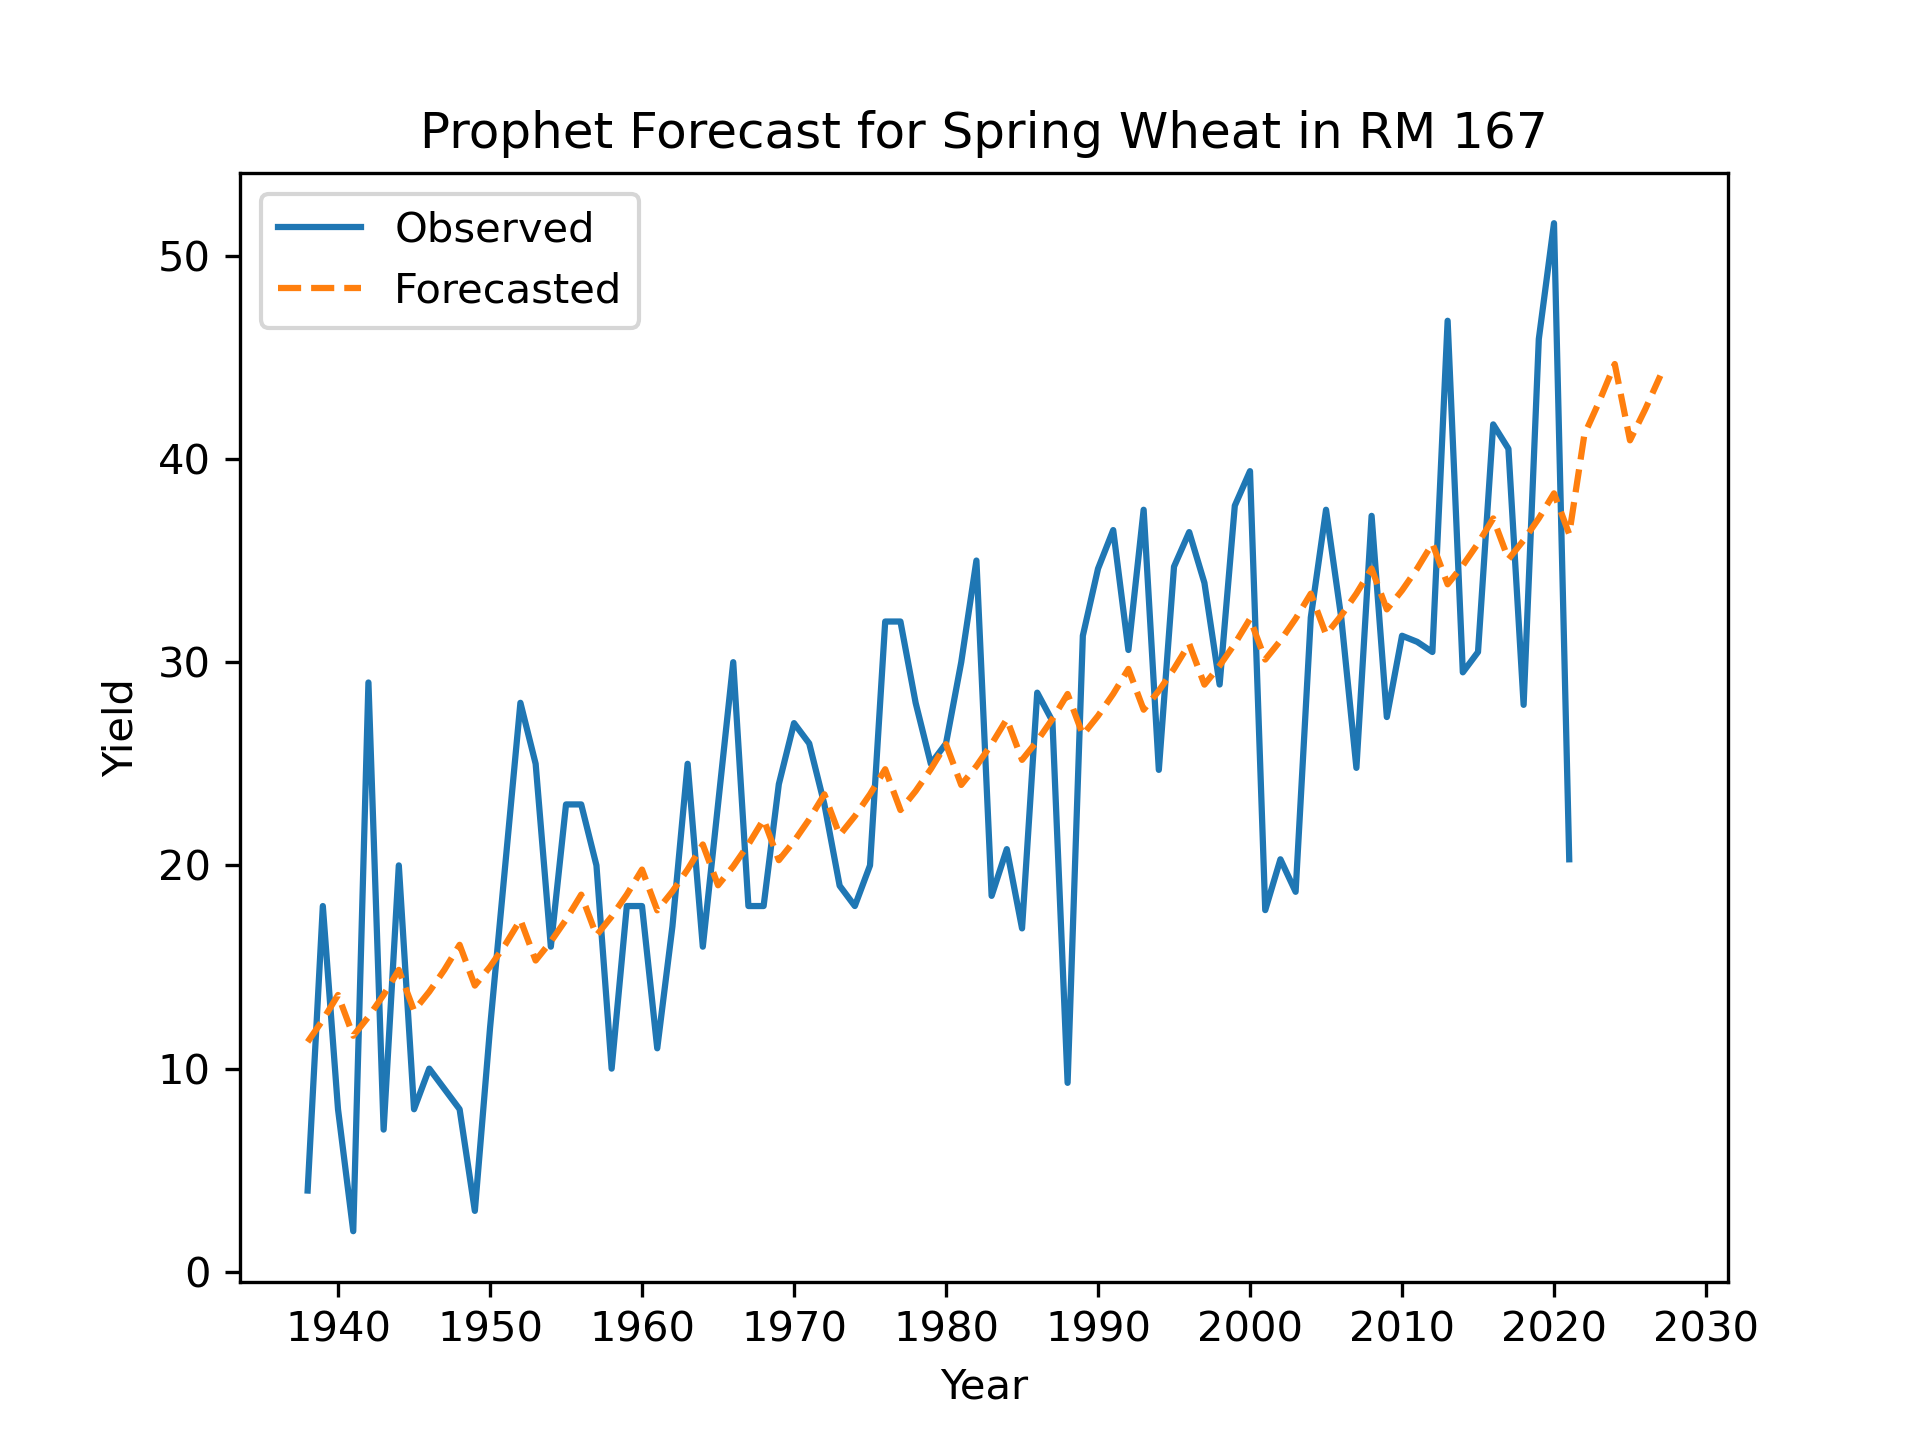 Prophet Forecast for Spring Wheat in RM 167
Observed
Forecasted
50
40
30
20
10
0
Yield
1940 1950 1960 1970 1980 1990 2000 2010 2020 2030
Year